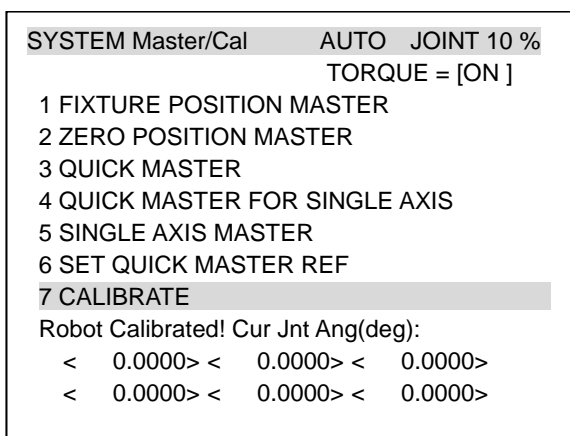 SYSTEM Master/Cal AUTO JOINT 10 %
TORQUE = [ON ]
1 FIXTURE POSITION MASTER
2 ZERO POSITION MASTER
3 QUICK MASTER
4 QUICK MASTER FOR SINGLE AXIS
5 SINGLE AXIS MASTER
6 SET QUICK MASTER REF
7 CALIBRATE
Robot Calibrated! Cur Jnt Ang(deg):
< 0.0000> < 0.0000> < 0.0000>
< 0.0000> < 0.0000> < 0.0000>